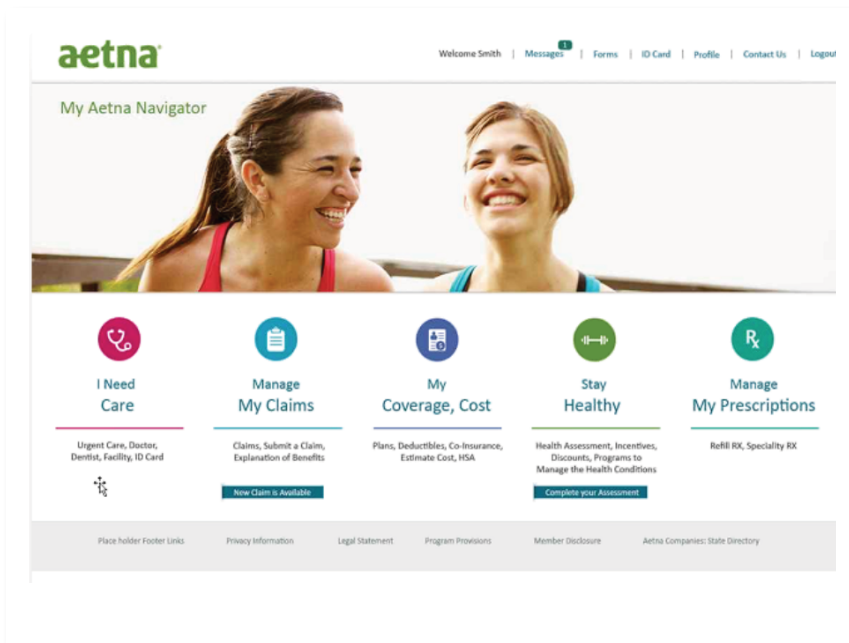 aetna
Welcome Smith | Messages 1 | Forms | ID Card | Profile | Contact Us | Logout
My Aetna Navigator
Rx
I Need
Care
Urgent Care, Doctor,
Dentist, Facility, ID Card
Manage
My Claims
Claims, Submit a Claim,
Explanation of Benefits
New Claim is Available
My
Coverage, Cost
Plans, Deductibles, Co-Insurance,
Estimate Cost, HSA
Stay
Healthy
Health Assessment, Incentives,
Discounts, Programs to
Manage the Health Conditions
Complete your Assessment
Manage
My Prescriptions
Refill RX, Speciality RX
Place holder Footer Links
Privacy Information
Legal Statement
Program Provisions
Member Disclosure
Aetna Companies: State Directory